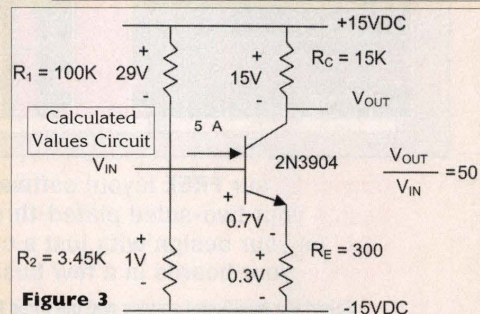 +15VDC
+
+
R1 = 100K
29V
15V
RC = 15K
-
-
VOUT
Calculated
Values Circuit
5 A
VIN
2N3904
VOUT
VIN
=50
+
0.7V
-
+
+
R2 = 3.45K
1V
0.3V
RE = 300
-
-
Figure 3
-15VDC